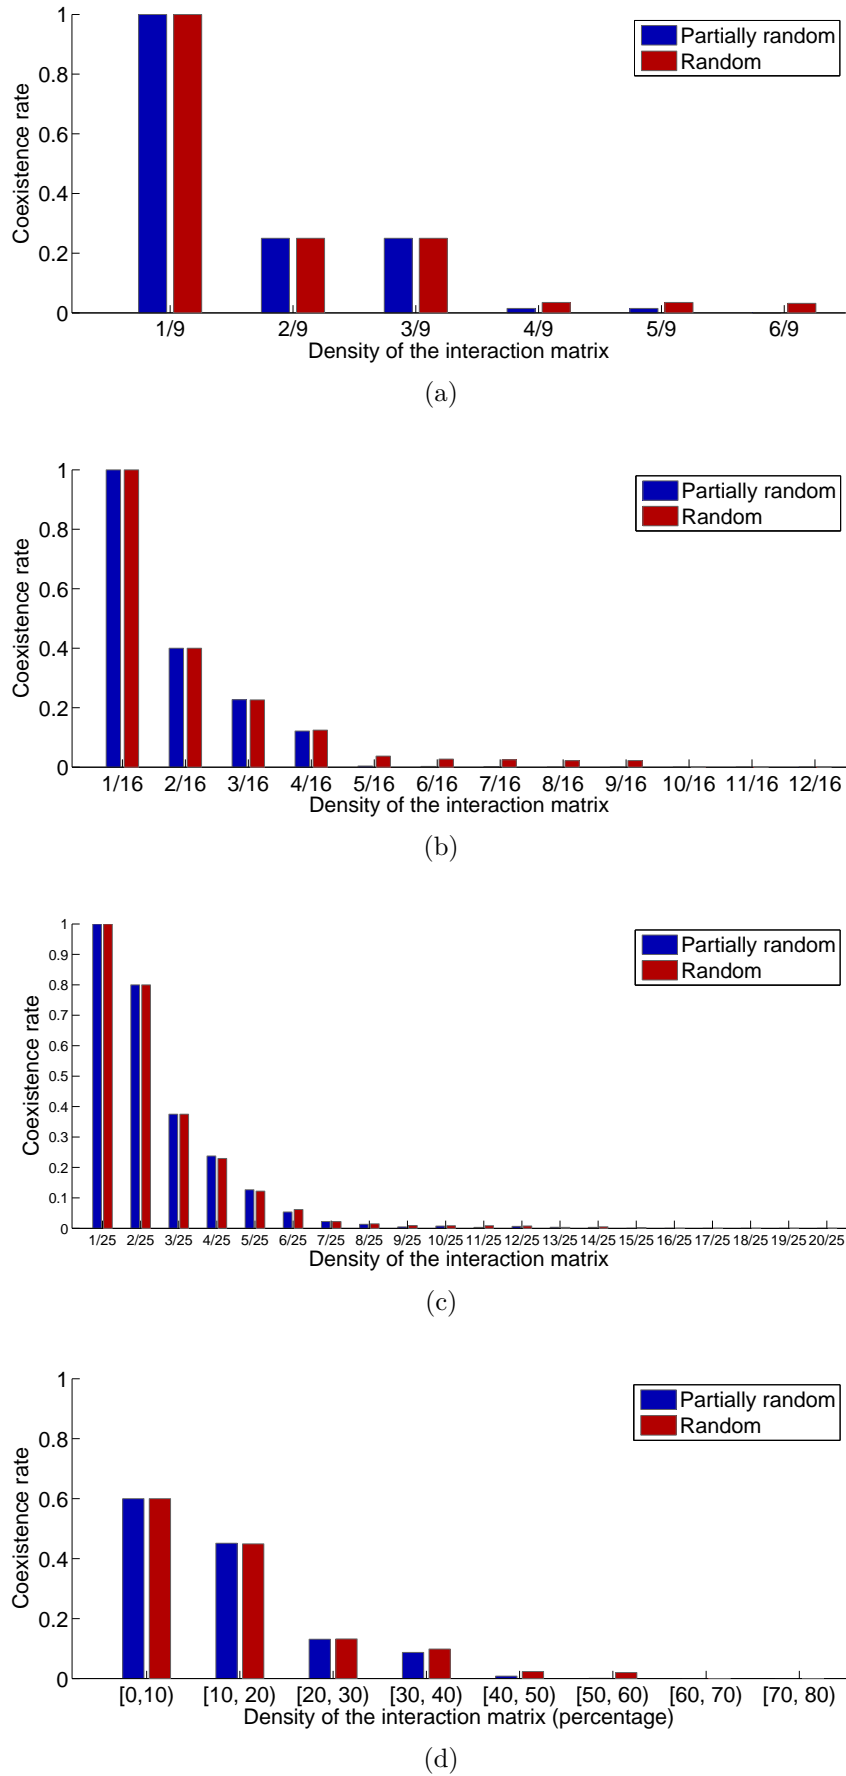 1
0.8
0.6
0.4
0.2
0
Coexistence rate
Partially random
Random
1/9 2/9 3/9 4/9 5/9 6/9
Density of the interaction matrix
(a)
1
0.8
0.6
0.4
0.2
0
Coexistence rate
Partially random
Random
1/16 2/16 3/16 4/16 5/16 6/16 7/16 8/16 9/16 10/16 11/16 12/16
Density of the interaction matrix
(b)
1
0.9
0.8
0.7
0.6
0.5
0.4
0.3
0.2
0.1
0
Coexistence rate
Partially random
Random
1/25 2/25 3/25 4/25 5/25 6/25 7/25 8/25 9/25 10/25 11/25 12/25 13/25 14/25 15/25 16/25 17/25 18/25 19/25 20/25
Density of the interaction matrix
(c)
1
0.8
0.6
0.4
0.2
0
Coexistence rate
Partially random
Random
[0,10) [10, 20) [20, 30) [30, 40) [40, 50) [50, 60) [60, 70) [70, 80)
Density of the interaction matrix (percentage)
(d)